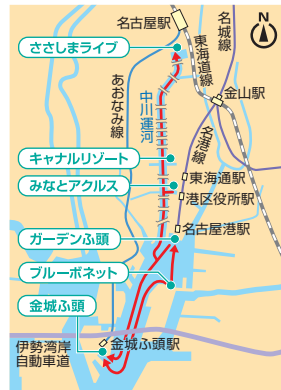 名古屋駅
名城線
N
ささしまライブ
東海道線
あおなみ線
中川運河
金山駅
名港線
キャナルリゾート
東海通駅
みなとアクルス
港区役所駅
名古屋港駅
ガーデンふ頭
ブルーボネット
金城ふ頭
金城ふ頭駅
伊勢湾岸
自動車道